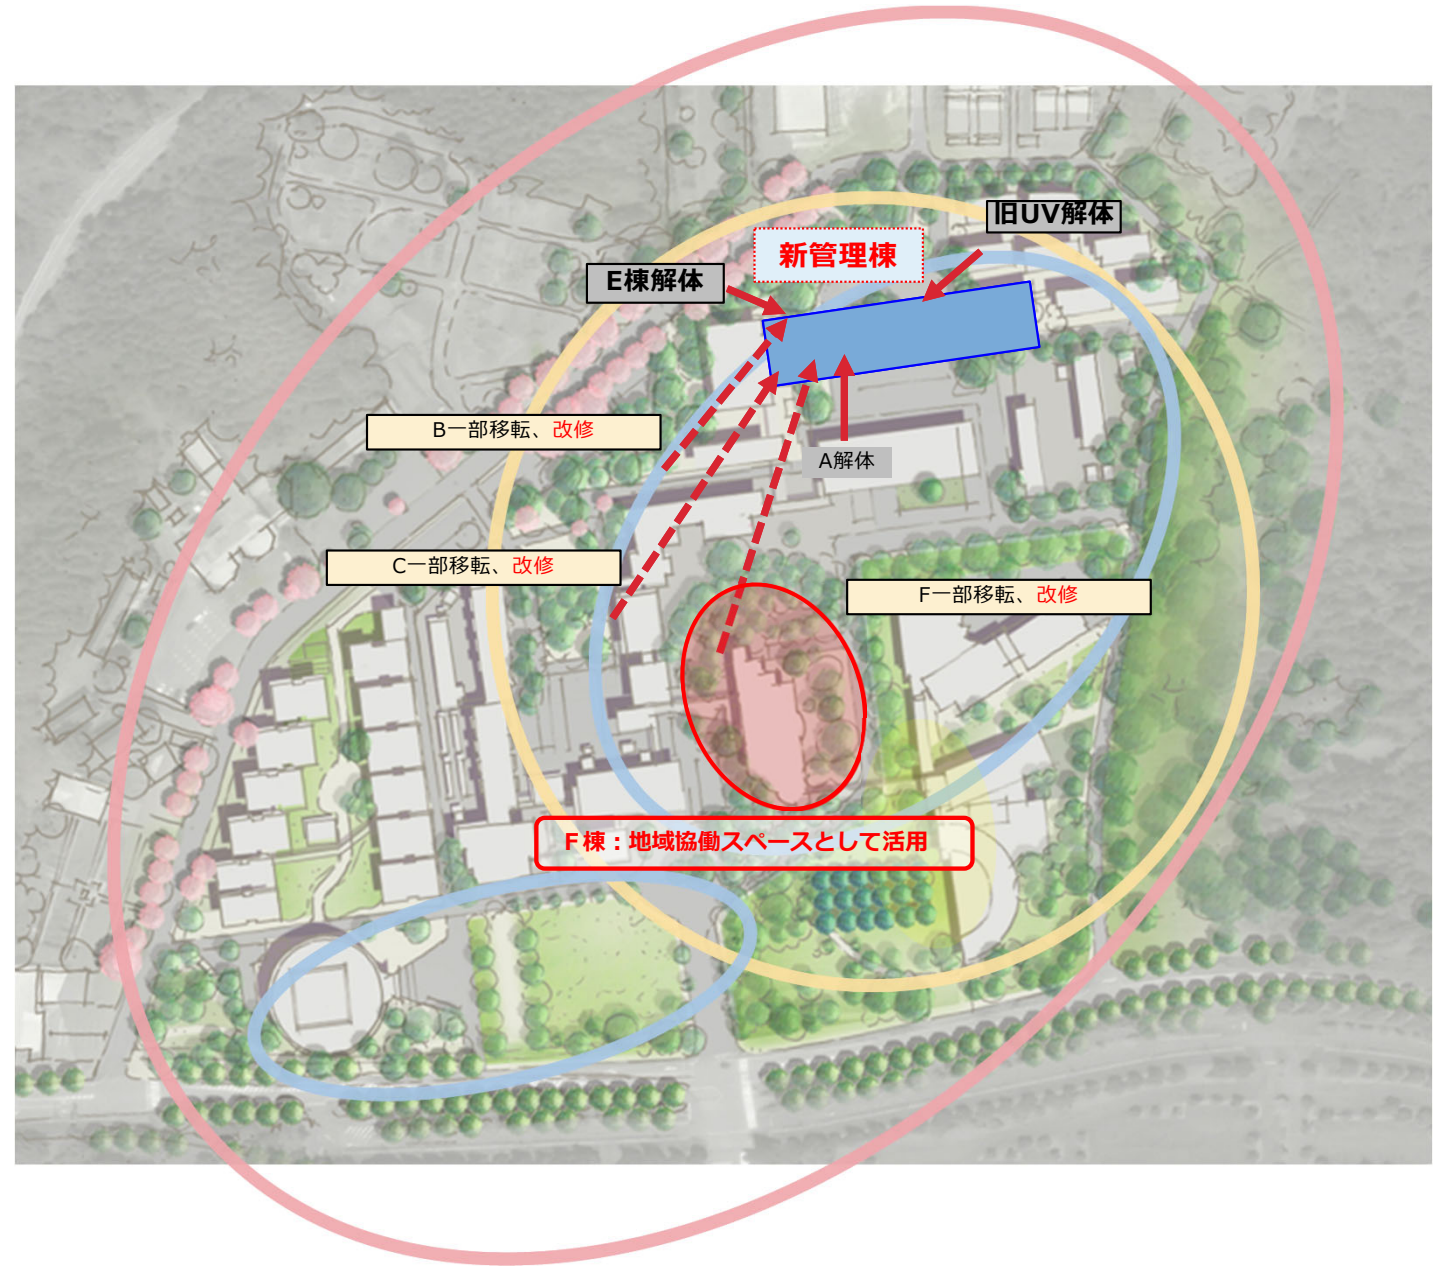 旧UV解体
新管理棟
E棟解体
B一部移転、改修
A解体
C一部移転、改修
F一部移転、改修
F棟：地域協働スペースとして活用